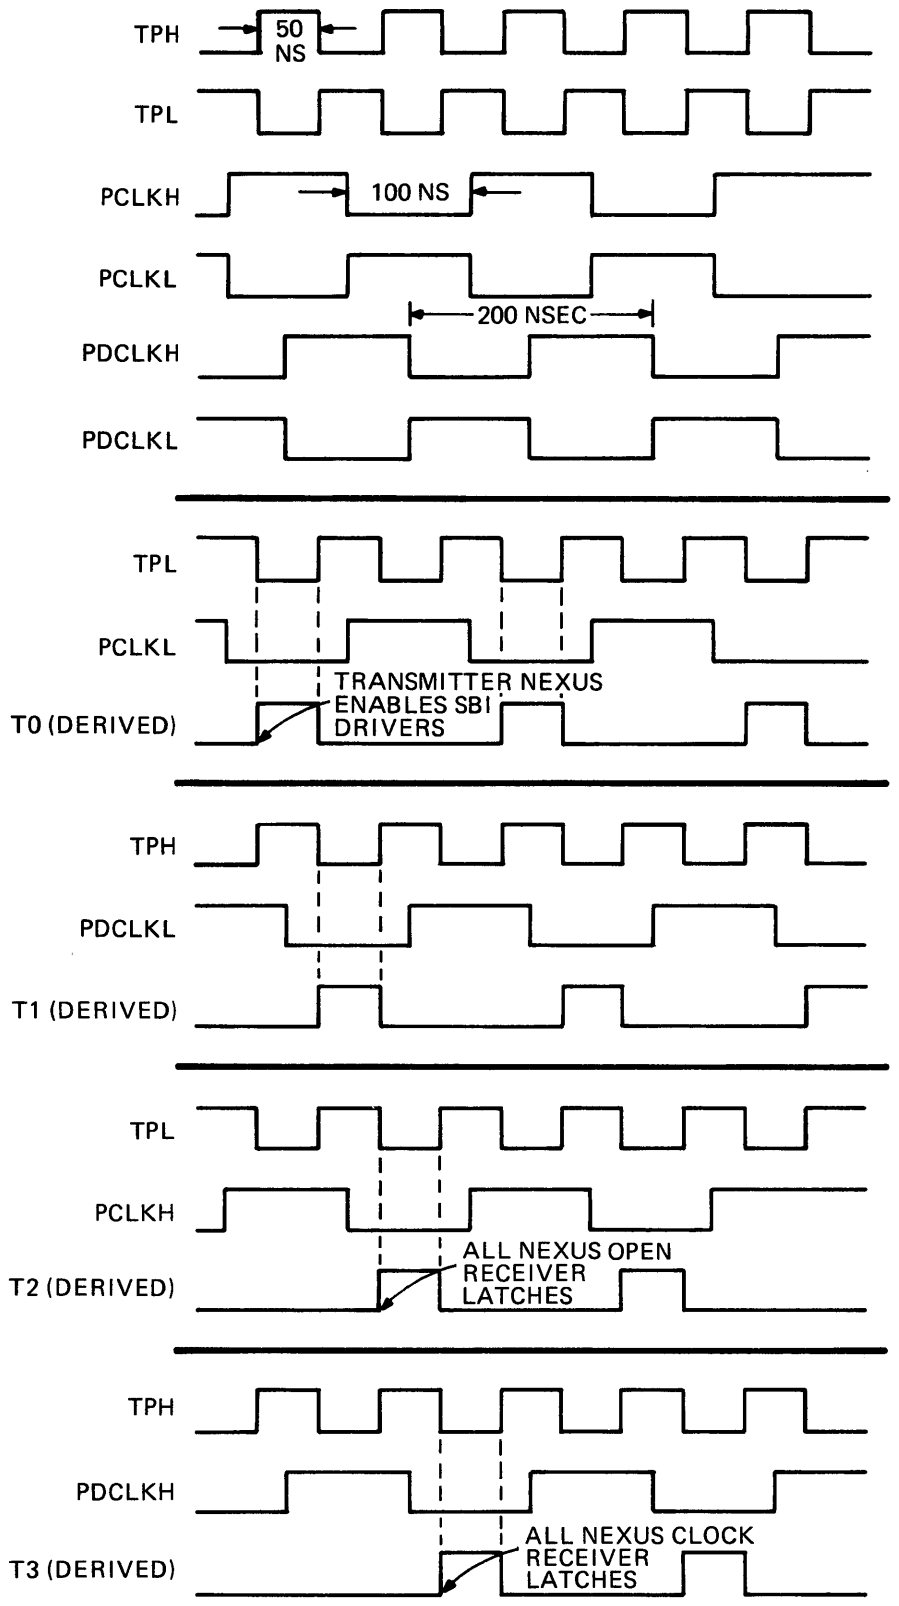 TPH
50
NS
TPL
PCLKH
100 NS
PCLKL
200 NSEC
PDCLKH
PDCLKL
TPL
PCLKL
TRANSMITTER NEXUS
ENABLES SBI
DRIVERS
T0 (DERIVED)
TPH
PDCLKL
T1 (DERIVED)
TPL
PCLKH
ALL NEXUS OPEN
RECEIVER
LATCHES
T2 (DERIVED)
TPH
PDCLKH
ALL NEXUS CLOCK
RECEIVER
LATCHES
T3 (DERIVED)